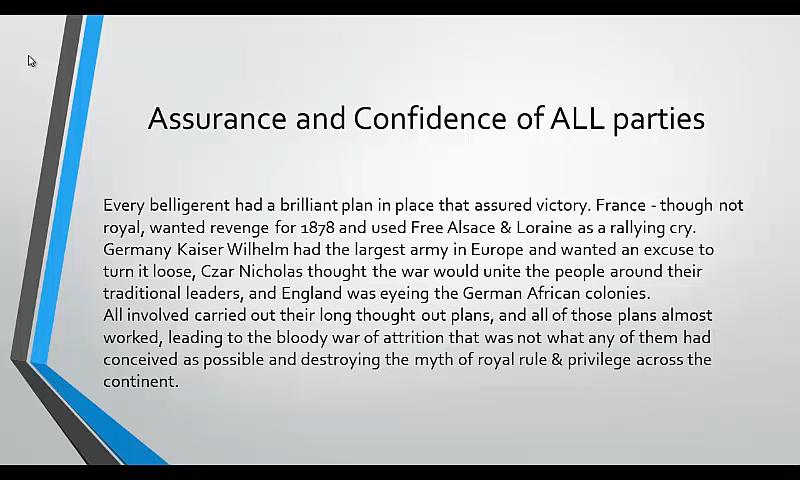 Assurance and Confidence of ALL parties
Every belligerent had a brilliant plan in place that assured victory. France - though not
royal, wanted revenge for 1878 and used Free Alsace & Loraine as a rallying cry.
Germany Kaiser Wilhelm had the largest army in Europe and wanted an excuse to
turn it loose, Czar Nicholas thought the war would unite the people around their
traditional leaders, and England was eyeing the German African colonies.
All involved carried out their long thought out plans, and all of those plans almost
worked, leading to the bloody war of attrition that was not what any of them had
conceived as possible and destroying the myth of royal rule & privilege across the
continent.